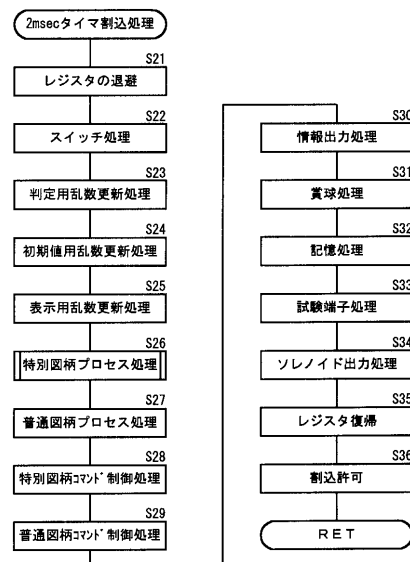 2msecタイマ割込処理
S21
レジスタの退避
S22
スイッチ処理
S23
判定用乱数更新処理
S24
初期値用乱数更新処理
S25
表示用乱数更新処理
S26
特別図柄プロセス処理
S27
普通図柄プロセス処理
S28
特別図柄コマンド制御処理
S29
普通図柄コマンド制御処理
S30
情報出力処理
S31
賞球処理
S32
記憶処理
S33
試験端子処理
S34
ソレノイド出力処理
S35
レジスタ復帰
S36
割込許可
RET